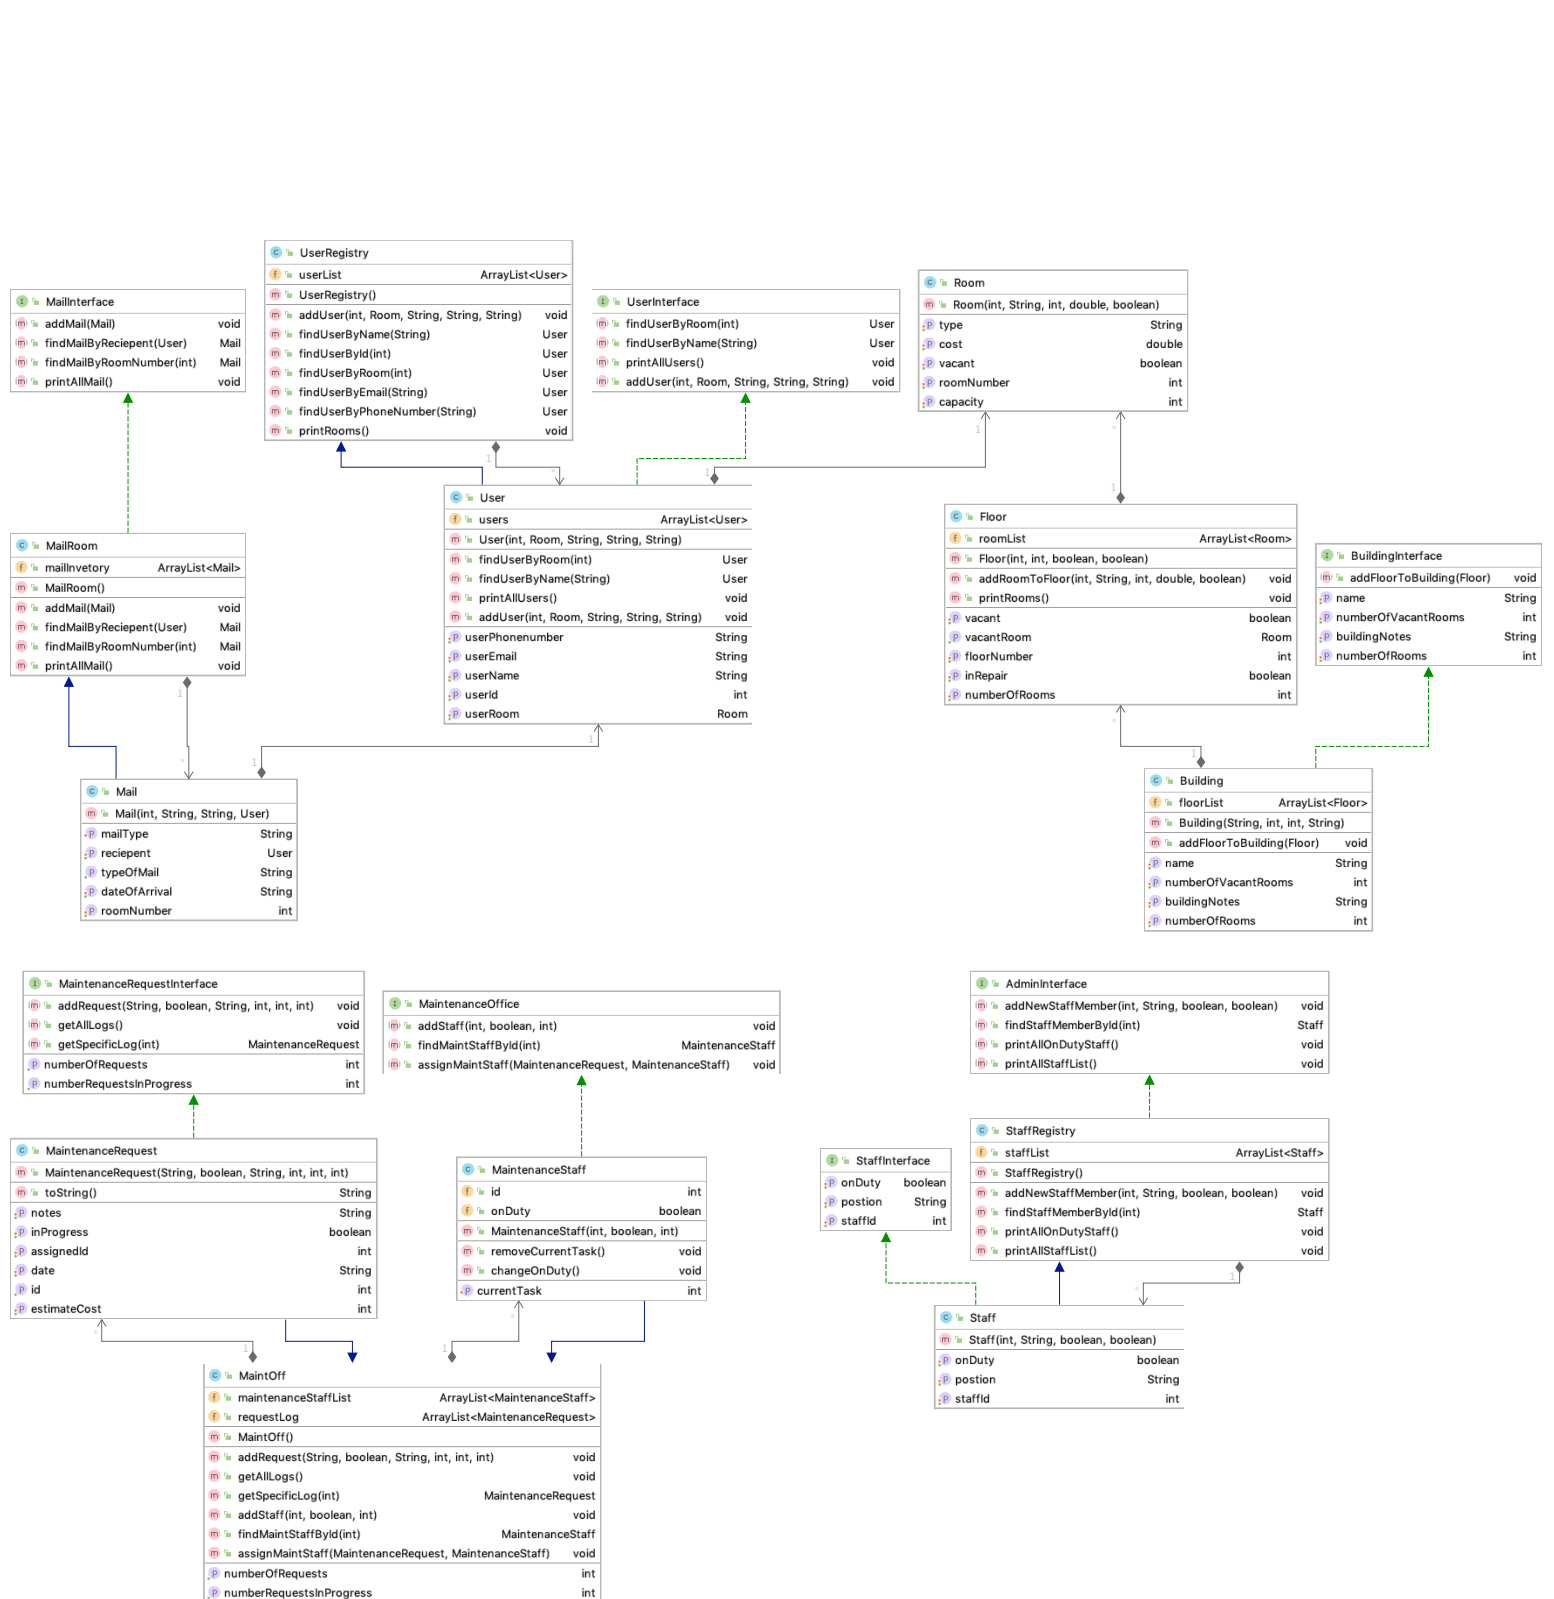 UserRegistry
userList ArrayList<User>
UserRegistry()
addUser(int, Room, String, String, String) void
findUserByName(String) User
findUserById(int) User
findUserByRoom(int) User
findUserByEmail(String) User
findUserByPhoneNumber(String) User
printRooms() void
MailInterface
addMail(Mail) void
findMailByReciepent(User) Mail
findMailByRoomNumber(int) Mail
printAllMail() void
UserInterface
findUserByRoom(int) User
findUserByName(String) User
printAllUsers() void
addUser(int, Room, String, String, String) void
Room
Room(int, String, int, double, boolean)
type String
cost double
vacant boolean
roomNumber int
capacity int
1
*
1
*
1
1
User
users ArrayList<User>
User(int, Room, String, String, String)
findUserByRoom(int) User
findUserByName(String) User
printAllUsers() void
addUser(int, Room, String, String, String) void
userPhonenumber String
userEmail String
userName String
userId int
userRoom Room
Floor
roomList ArrayList<Room>
Floor(int, int, boolean, boolean)
addRoomToFloor(int, String, int, double, boolean) void
printRooms() void
vacant boolean
vacantRoom Room
floorNumber int
inRepair boolean
numberOfRooms int
MailRoom
mailInvetory ArrayList<Mail>
MailRoom()
addMail(Mail) void
findMailByReciepent(User) Mail
findMailByRoomNumber(int) Mail
printAllMail() void
BuildingInterface
addFloorToBuilding(Floor) void
name String
numberOfVacantRooms int
buildingNotes String
numberOfRooms int
1
*
1
1
*
1
Mail
Mail(int, String, String, User)
mailType String
reciepent User
typeOfMail String
dateOfArrival String
roomNumber int
Building
floorList ArrayList<Floor>
Building(String, int, int, String)
addFloorToBuilding(Floor) void
name String
numberOfVacantRooms int
buildingNotes String
numberOfRooms int
MaintenanceRequestInterface
addRequest(String, boolean, String, int, int, int) void
getAllLogs() void
getSpecificLog(int) MaintenanceRequest
numberOfRequests int
numberRequestsInProgress int
MaintenanceOffice
addStaff(int, boolean, int) void
findMaintStaffById(int) MaintenanceStaff
assignMaintStaff(MaintenanceRequest, MaintenanceStaff) void
AdminInterface
addNewStaffMember(int, String, boolean, boolean) void
findStaffMemberById(int) Staff
printAllOnDutyStaff() void
printAllStaffList() void
MaintenanceRequest
MaintenanceRequest(String, boolean, String, int, int, int)
toString() String
notes String
inProgress boolean
assignedId int
date String
id int
estimateCost int
MaintenanceStaff
id int
onDuty boolean
MaintenanceStaff(int, boolean, int)
removeCurrentTask() void
changeOnDuty() void
currentTask int
StaffInterface
onDuty boolean
postion String
staffId int
StaffRegistry
staffList ArrayList<Staff>
StaffRegistry()
addNewStaffMember(int, String, boolean, boolean) void
findStaffMemberById(int) Staff
printAllOnDutyStaff() void
printAllStaffList() void
*
1
*
1
1
*
Staff
Staff(int, String, boolean, boolean)
onDuty boolean
postion String
staffId int
MaintOff
maintenanceStaffList ArrayList<MaintenanceStaff>
requestLog ArrayList<MaintenanceRequest>
MaintOff()
addRequest(String, boolean, String, int, int, int) void
getAllLogs() void
getSpecificLog(int) MaintenanceRequest
addStaff(int, boolean, int) void
findMaintStaffById(int) MaintenanceStaff
assignMaintStaff(MaintenanceRequest, MaintenanceStaff) void
numberOfRequests int
numberRequestsInProgress int